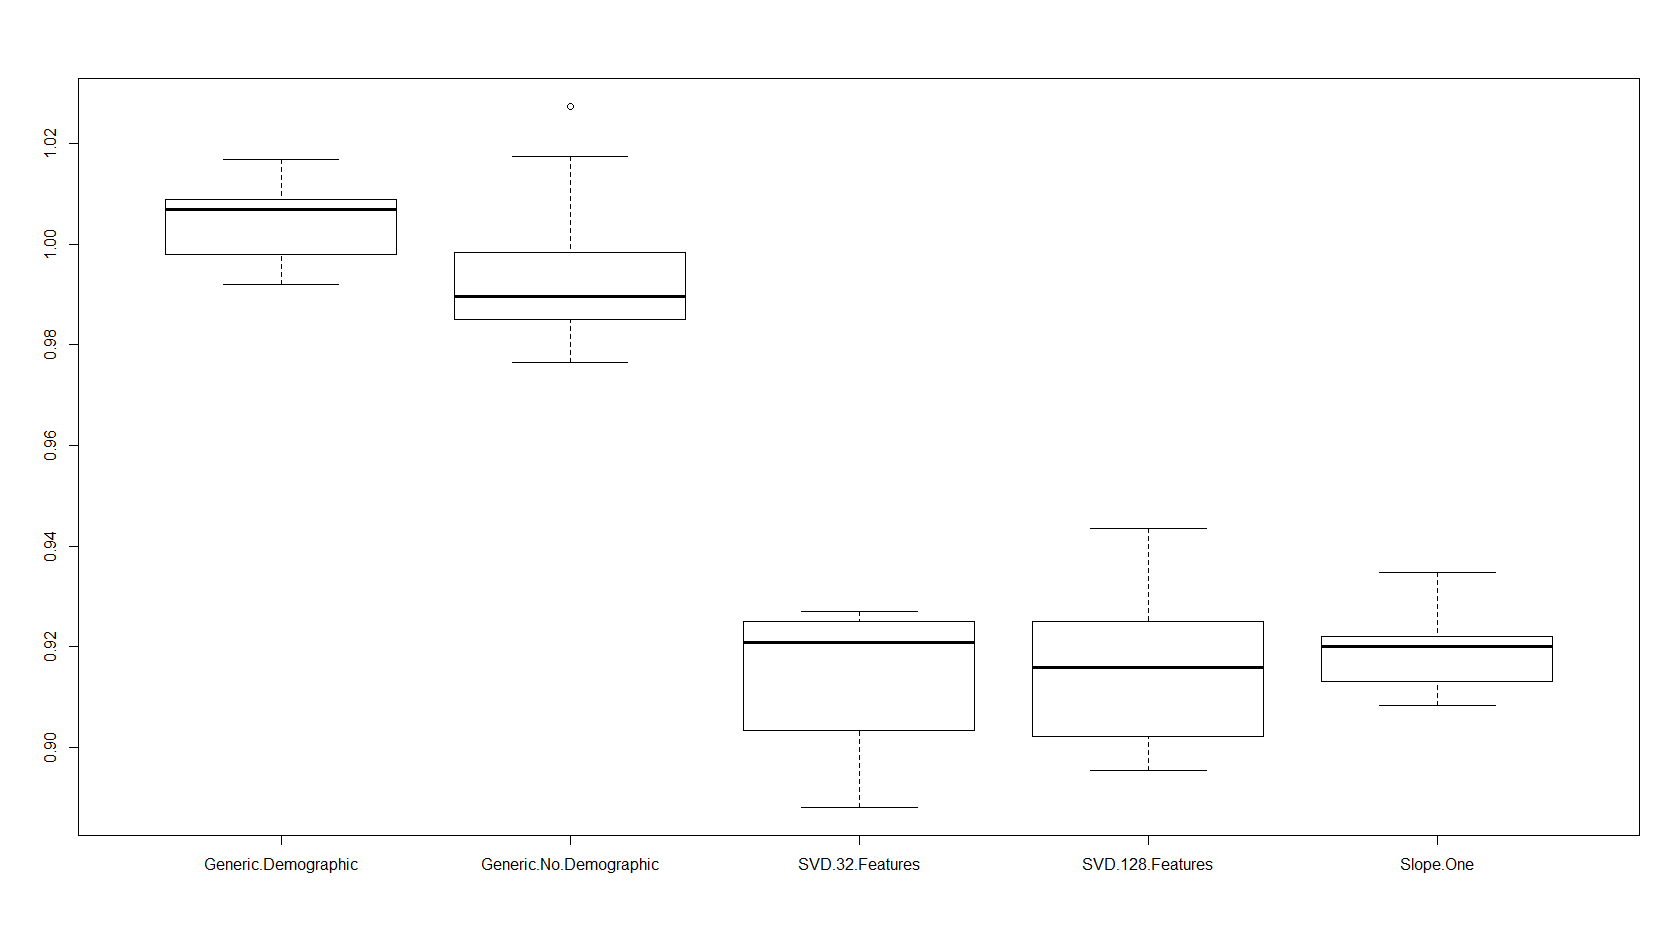 1.02
1.00
0.98
0.96
0.94
0.92
0.90
Generic.Demographic
Generic.No.Demographic
SVD.32.Features
SVD.128.Features
Slope.One